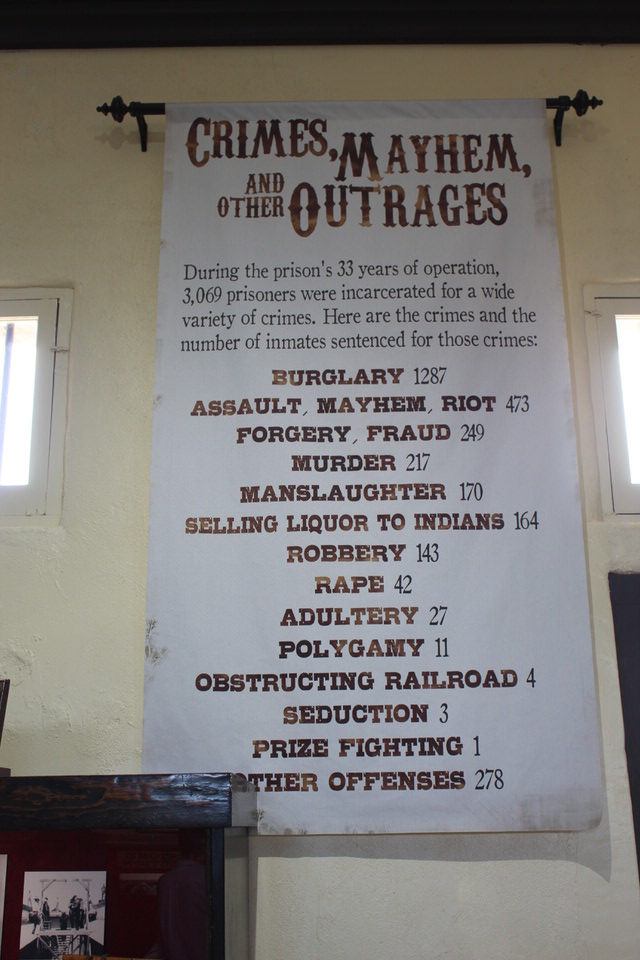 CRIMES, MAYHEM,
AND OTHER OUTRAGES
During the prison's 33 years of operation,
3,069 prisoners were incarcerated for a wide
variety of crimes. Here are the crimes and the
number of inmates sentenced for those crimes:
BURGLARY 1287
ASSAULT, MAYHEM, RIOT 473
FORGERY, FRAUD 249
MURDER 217
MANSLAUGHTER 170
SELLING LIQUOR TO INDIANS 164
ROBBERY 143
RAPE 42
ADULTERY 27
POLYGAMY 11
OBSTRUCTING RAILROAD 4
SEDUCTION 3
PRIZE FIGHTING 1
OTHER OFFENSES 278